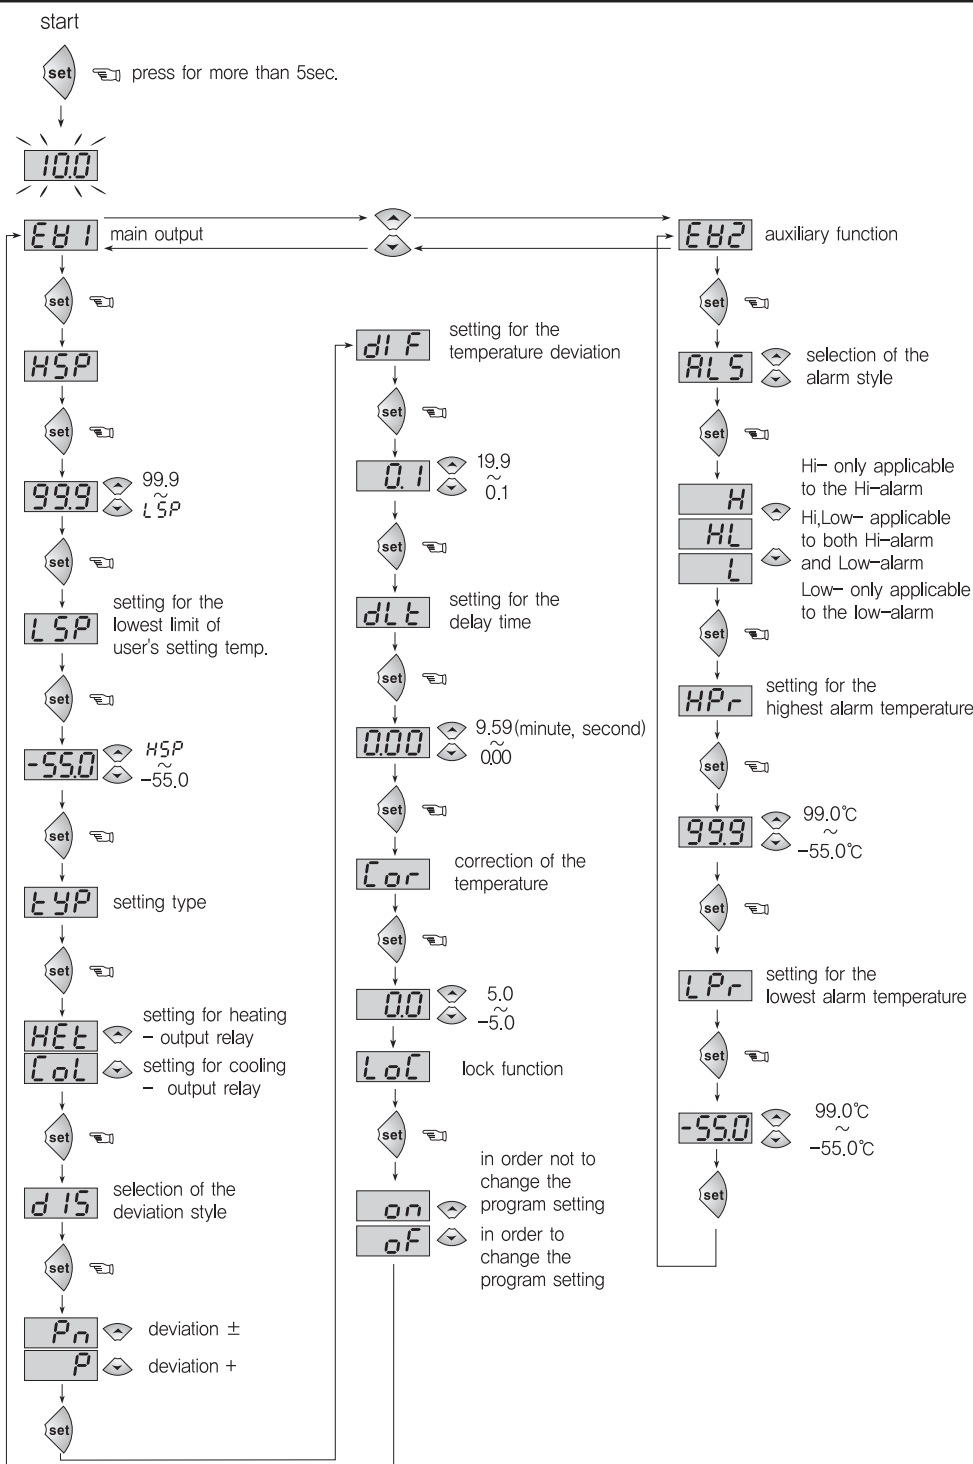 start
set
press for more than 5sec.
10.0
EH1
main output
set
HSP
set
99.9
99.9
~
LSP
set
LSP
setting for the
lowest limit of
user's setting temp.
set
-55.0
HSP
~
-55.0
set
tYP
setting type
set
HEt
setting for heating
- output relay
CoL
setting for cooling
- output relay
set
dIS
selection of the
deviation style
set
Pn
deviation ±
P
deviation +
set
dIF
setting for the
temperature deviation
set
0.1
19.9
~
0.1
set
dLt
setting for the
delay time
set
0.00
9.59(minute, second)
~
0.00
set
Cor
correction of the
temperature
set
0.0
5.0
~
-5.0
LoC
lock function
set
on
in order not to
change the
program setting
oF
in order to
change the
program setting
EH2
auxiliary function
set
ALS
selection of the
alarm style
set
H
Hi- only applicable
to the Hi-alarm
HL
Hi,Low- applicable
to both Hi-alarm
and Low-alarm
L
Low- only applicable
to the low-alarm
set
HPr
setting for the
highest alarm temperature
set
99.9
99.0℃
~
-55.0℃
set
LPr
setting for the
lowest alarm temperature
set
-55.0
99.0℃
~
-55.0℃
set